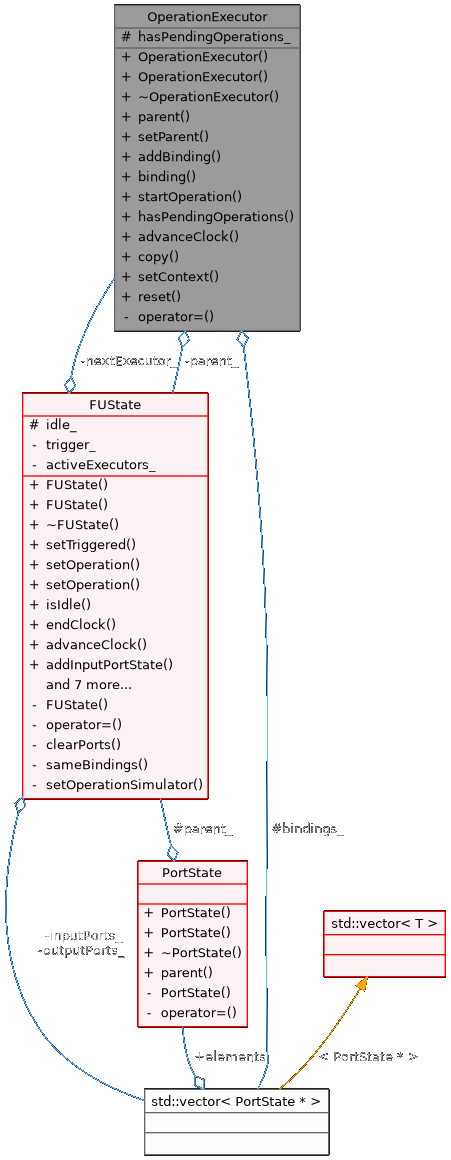 OperationExecutor
# hasPendingOperations_
+ OperationExecutor()
+ OperationExecutor()
+ ~OperationExecutor()
+ parent()
+ setParent()
+ addBinding()
+ binding()
+ startOperation()
+ hasPendingOperations()
+ advanceClock()
+ copy()
+ setContext()
+ reset()
- operator=()
-nextExecutor_
-parent_
FUState
# idle_
- trigger_
- activeExecutors_
+ FUState()
+ FUState()
+ ~FUState()
+ setTriggered()
+ setOperation()
+ setOperation()
+ isIdle()
+ endClock()
+ advanceClock()
+ addInputPortState()
and 7 more...
- FUState()
- operator=()
- clearPorts()
- sameBindings()
- setOperationSimulator()
#parent_
#bindings_
PortState
+ PortState()
+ PortState()
+ ~PortState()
+ parent()
- PortState()
- operator=()
-inputPorts_
-outputPorts_
std::vector< T >
+elements
< PortState * >
std::vector< PortState * >